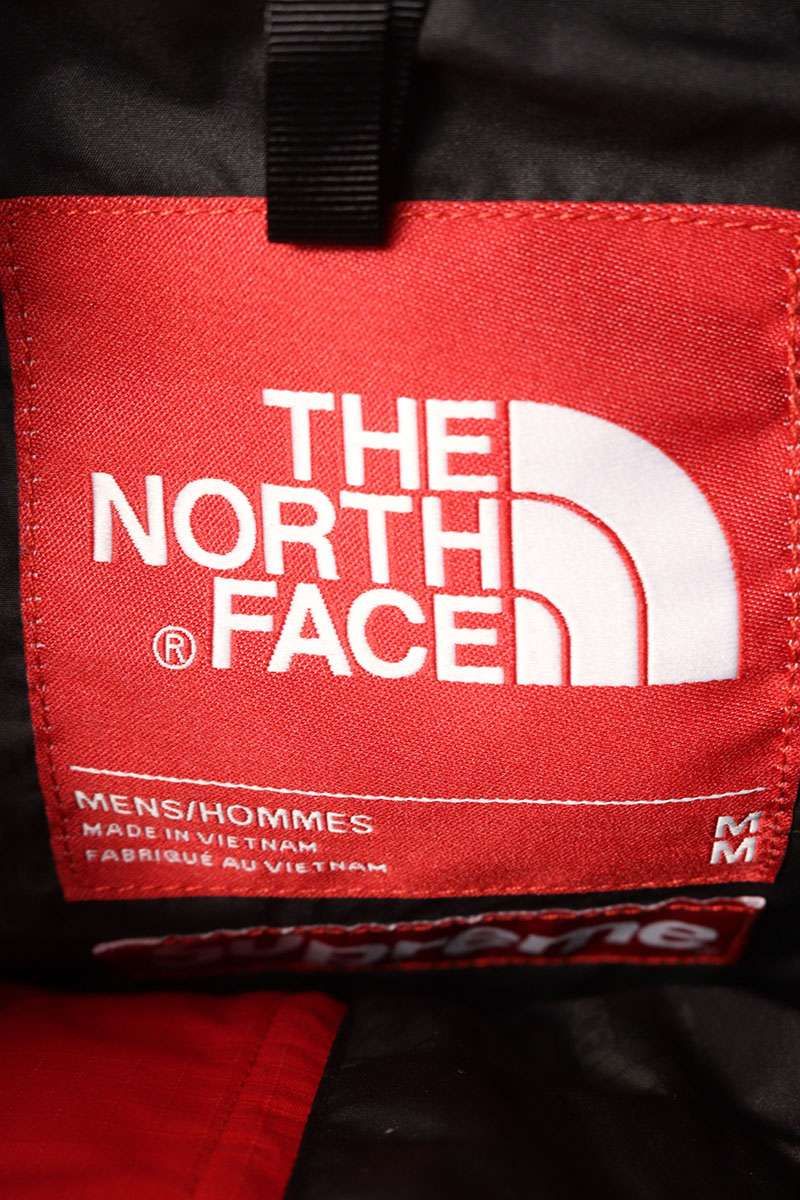 THE
NORTH
® FACE
MENS/HOMMES M
MADE IN VIETNAM M
FABRIQUÉ AU VIETNAM
Supreme